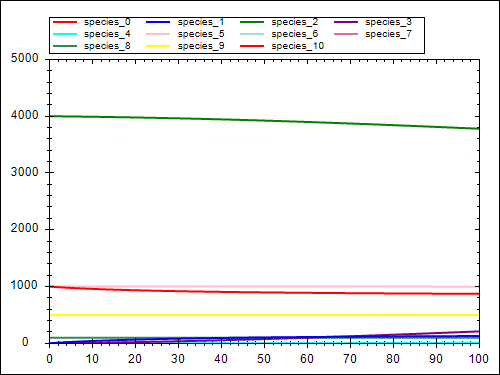 species_0 species_1 species_2 species_3
species_4 species_5 species_6 species_7
species_8 species_9 species_10
5000
4000
3000
2000
1000
0
0 10 20 30 40 50 60 70 80 90 100